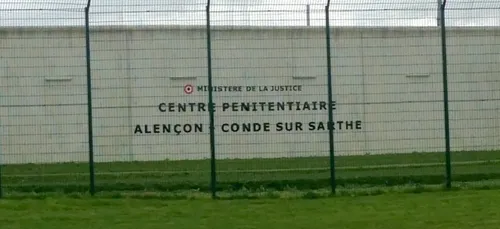 MINISTERE DE LA JUSTICE
CENTRE PENITENTIAIRE
ALENÇON - CONDE SUR SARTHE